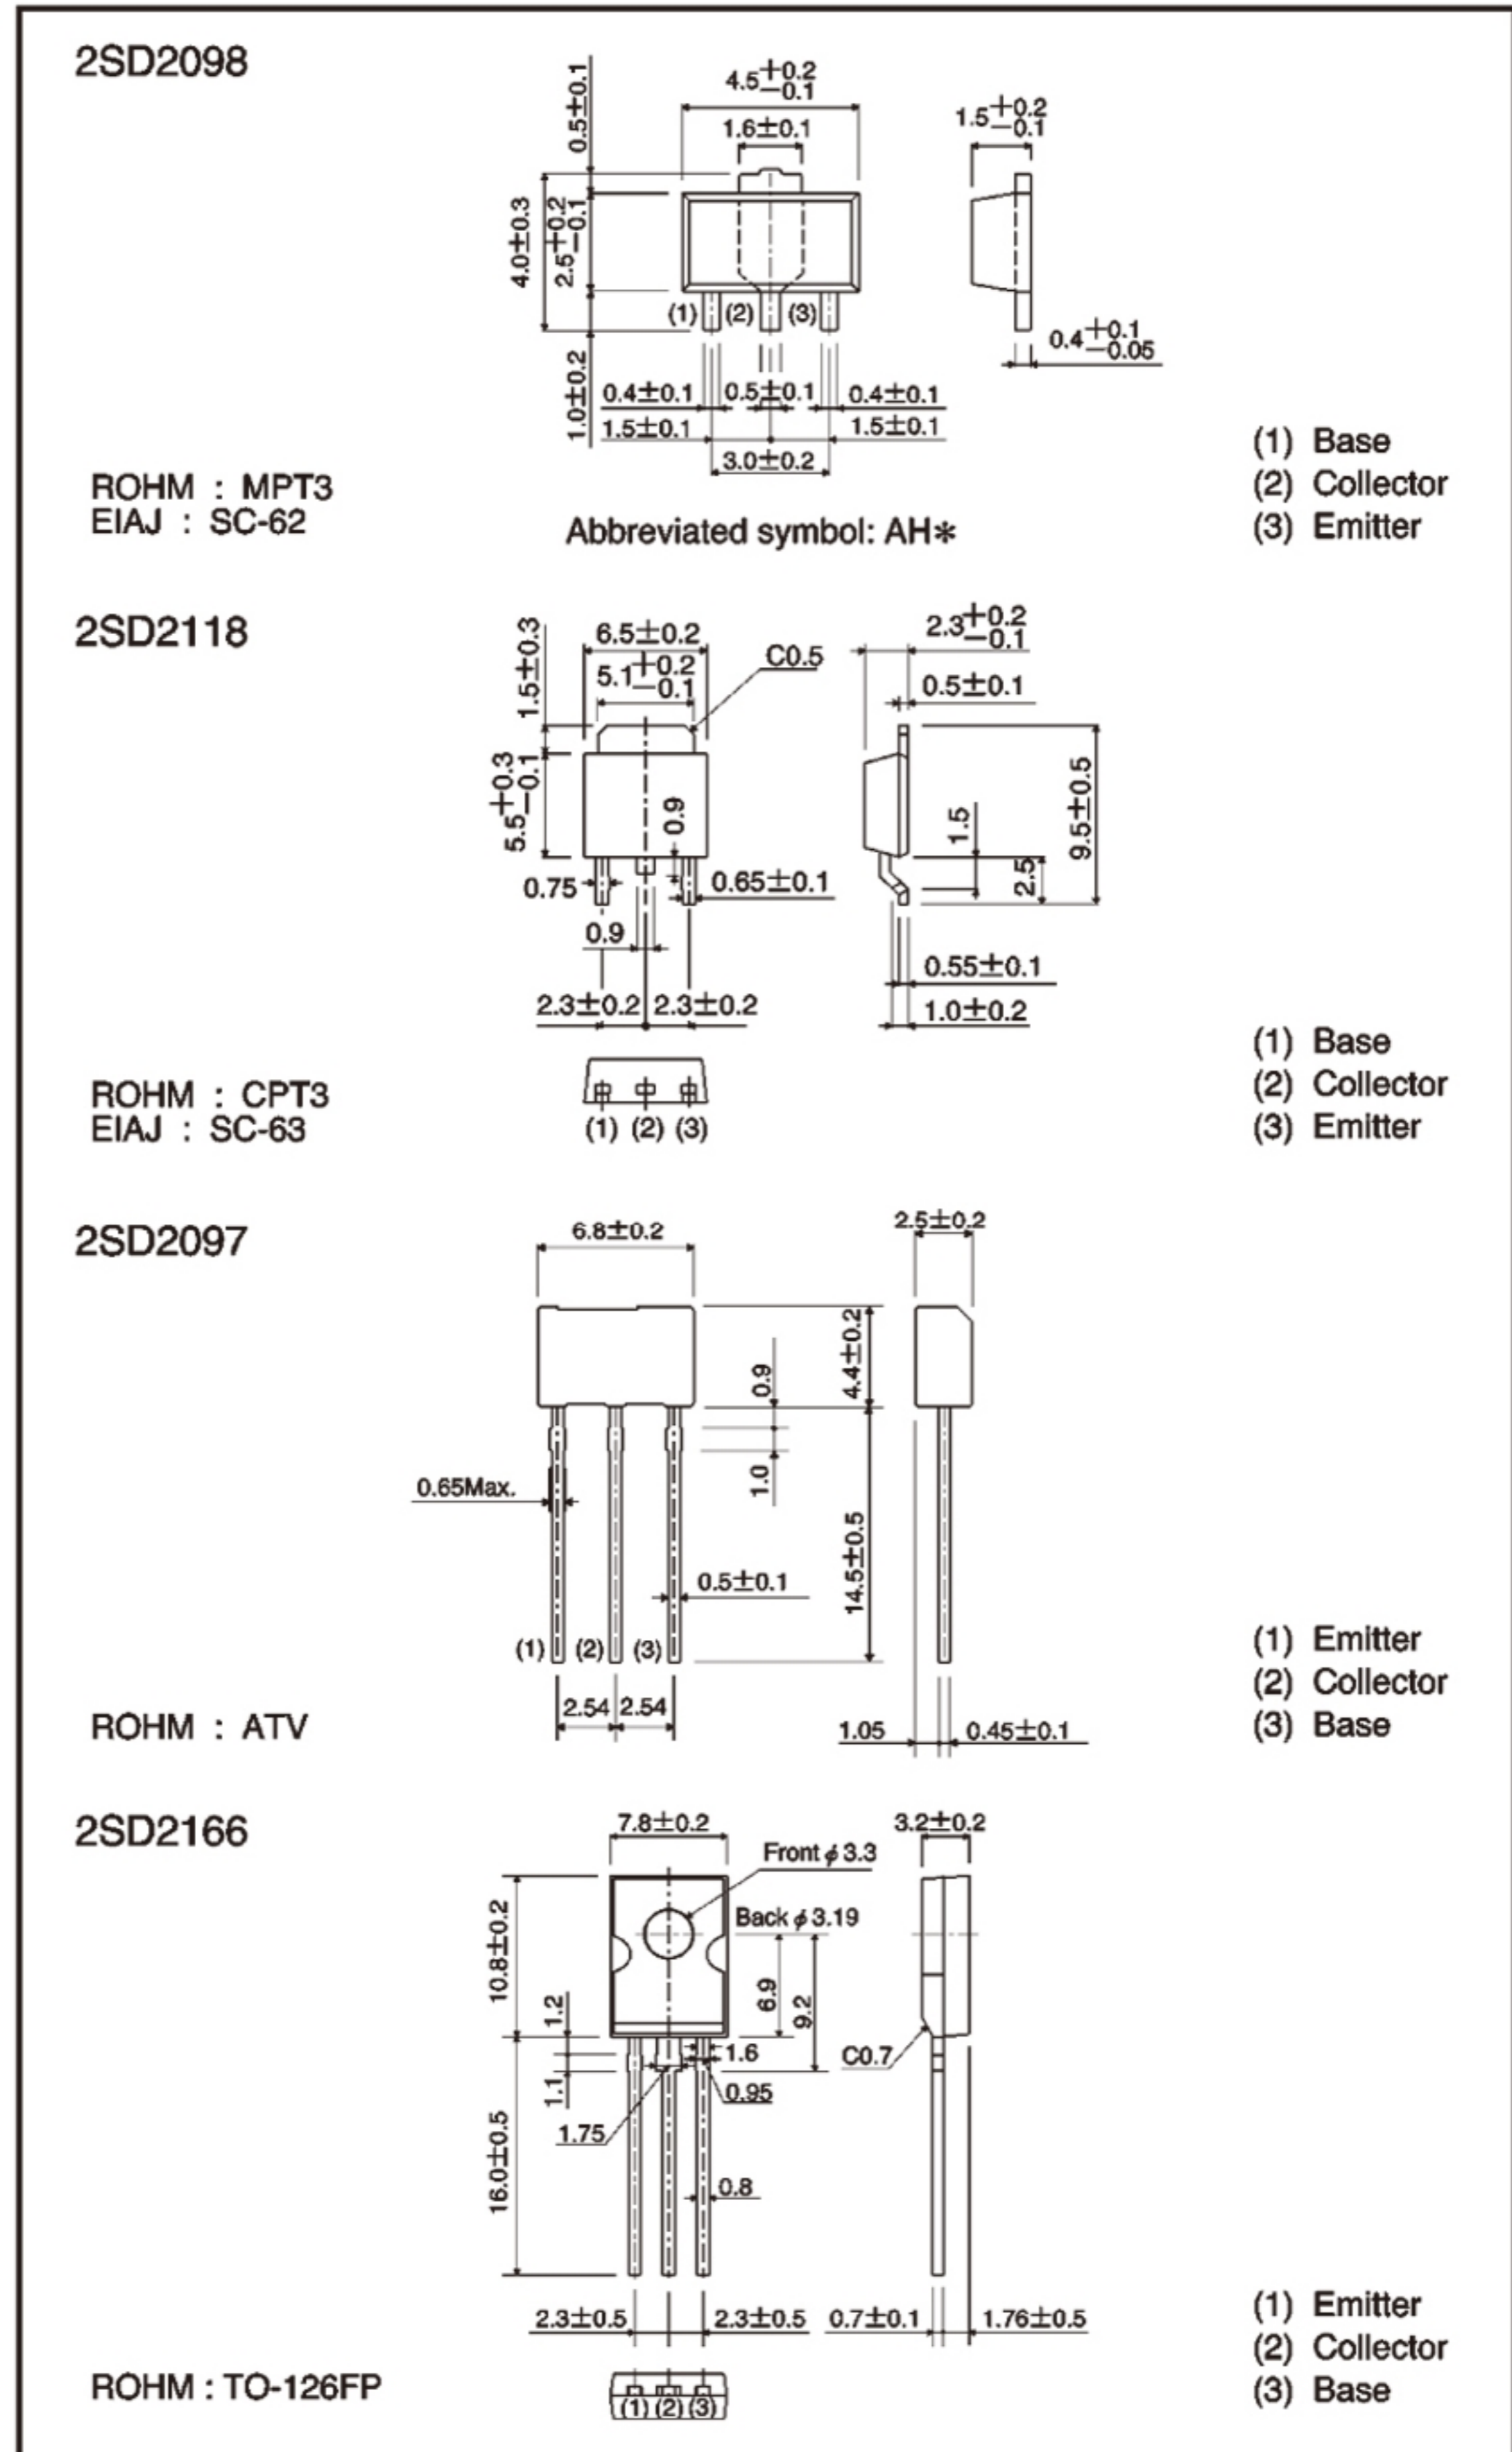 2SD2098
0.5±0.1
4.5+0.2−0.1
1.6±0.1
1.5+0.2−0.1
4.0±0.3
2.5+0.2−0.1
(1) (2) (3)
0.4+0.1−0.05
1.0±0.2
0.4±0.1 0.5±0.1 0.4±0.1
1.5±0.1 1.5±0.1
3.0±0.2
ROHM : MPT3
EIAJ : SC-62
Abbreviated symbol: AH*
(1) Base
(2) Collector
(3) Emitter
2SD2118
1.5±0.3
6.5±0.2
5.1+0.2−0.1
C0.5
2.3+0.2−0.1
0.5±0.1
5.5+0.3−0.1
0.9
1.5
9.5±0.5
2.5
0.75
0.65±0.1
0.9
0.55±0.1
2.3±0.2 2.3±0.2
1.0±0.2
ROHM : CPT3
EIAJ : SC-63
(1) (2) (3)
(1) Base
(2) Collector
(3) Emitter
2SD2097
6.8±0.2
2.5±0.2
4.4±0.2
0.9
1.0
0.65Max.
14.5±0.5
0.5±0.1
(1) (2) (3)
2.54 2.54
1.05 0.45±0.1
ROHM : ATV
(1) Emitter
(2) Collector
(3) Base
2SD2166
7.8±0.2
3.2±0.2
Front ϕ3.3
Back ϕ3.19
10.8±0.2
6.9
9.2
1.2
1.6
C0.7
1.1
0.95
1.75
16.0±0.5
0.8
2.3±0.5 2.3±0.5 0.7±0.1 1.76±0.5
ROHM : TO-126FP
(1) (2) (3)
(1) Emitter
(2) Collector
(3) Base